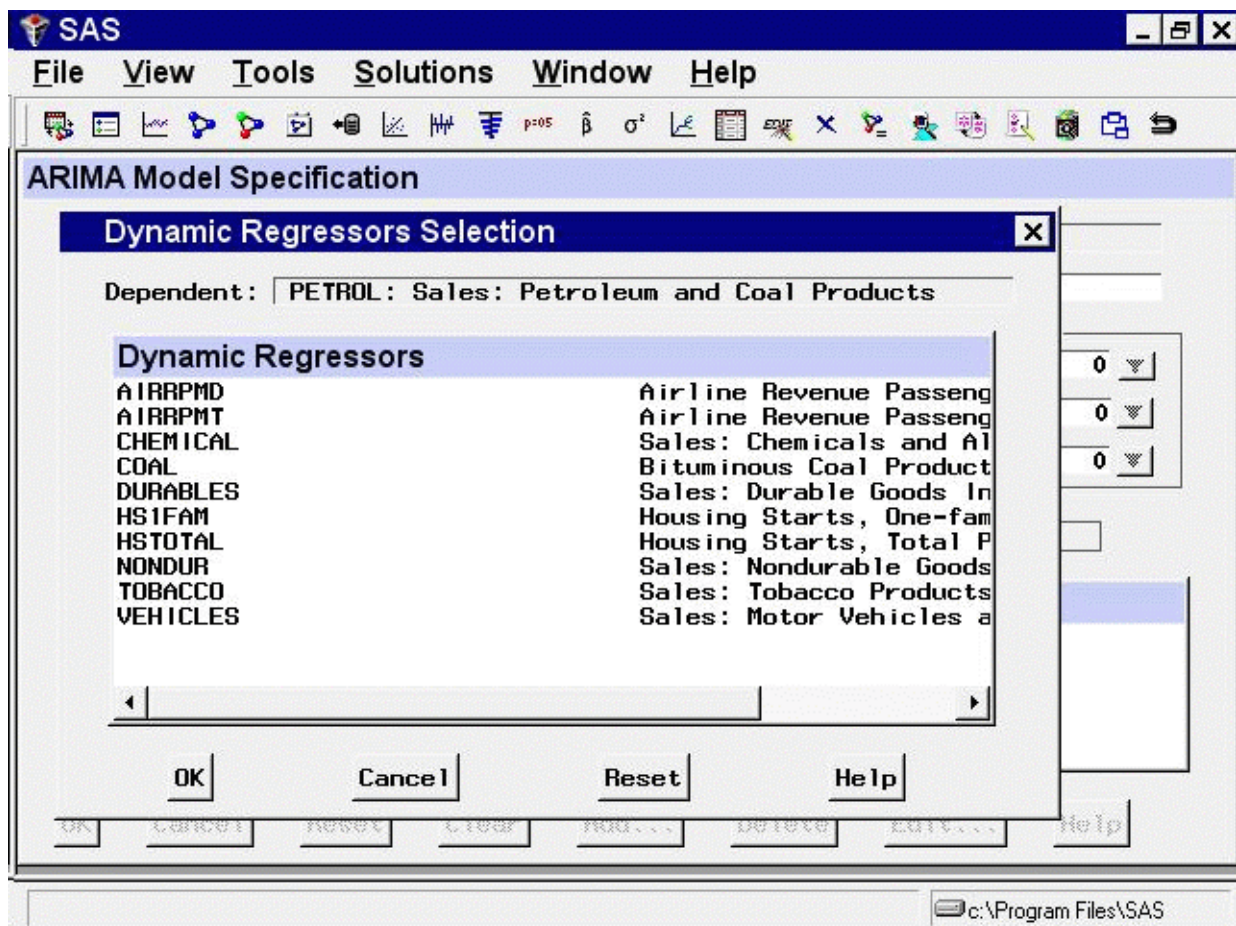 SAS
File View Tools Solutions Window Help
p=05 β̂ σ²
ARIMA Model Specification
Dynamic Regressors Selection
Dependent: PETROL: Sales: Petroleum and Coal Products
Dynamic Regressors
AIRRPMD Airline Revenue Passeng
AIRRPMT Airline Revenue Passeng
CHEMICAL Sales: Chemicals and Al
COAL Bituminous Coal Product
DURABLES Sales: Durable Goods In
HS1FAM Housing Starts, One-fam
HSTOTAL Housing Starts, Total P
NONDUR Sales: Nondurable Goods
TOBACCO Sales: Tobacco Products
VEHICLES Sales: Motor Vehicles a
0
0
0
OK Cancel Reset Help
OK Cancel Reset Clear Add... Delete Edit... Help
c:\Program Files\SAS